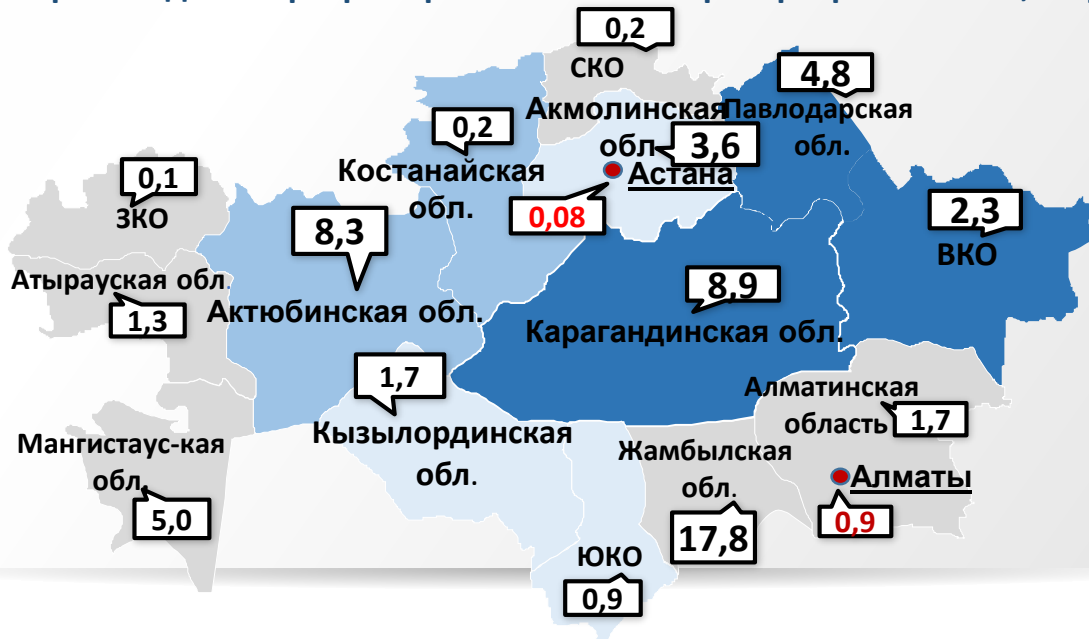 0,2
СКО
4,8
Павлодарская
обл.
Акмолинская
обл
3,6
Астана
0,08
0,2
Костанайская
обл.
0,1
ЗКО
8,3
Актюбинская обл.
Атырауская обл.
1,3
2,3
ВКО
8,9
Карагандинская обл.
1,7
Кызылординская
обл.
Алматинская
область
1,7
Мангистаус-кая
обл.
5,0
Жамбылская
обл.
17,8
Алматы
0,9
ЮКО
0,9